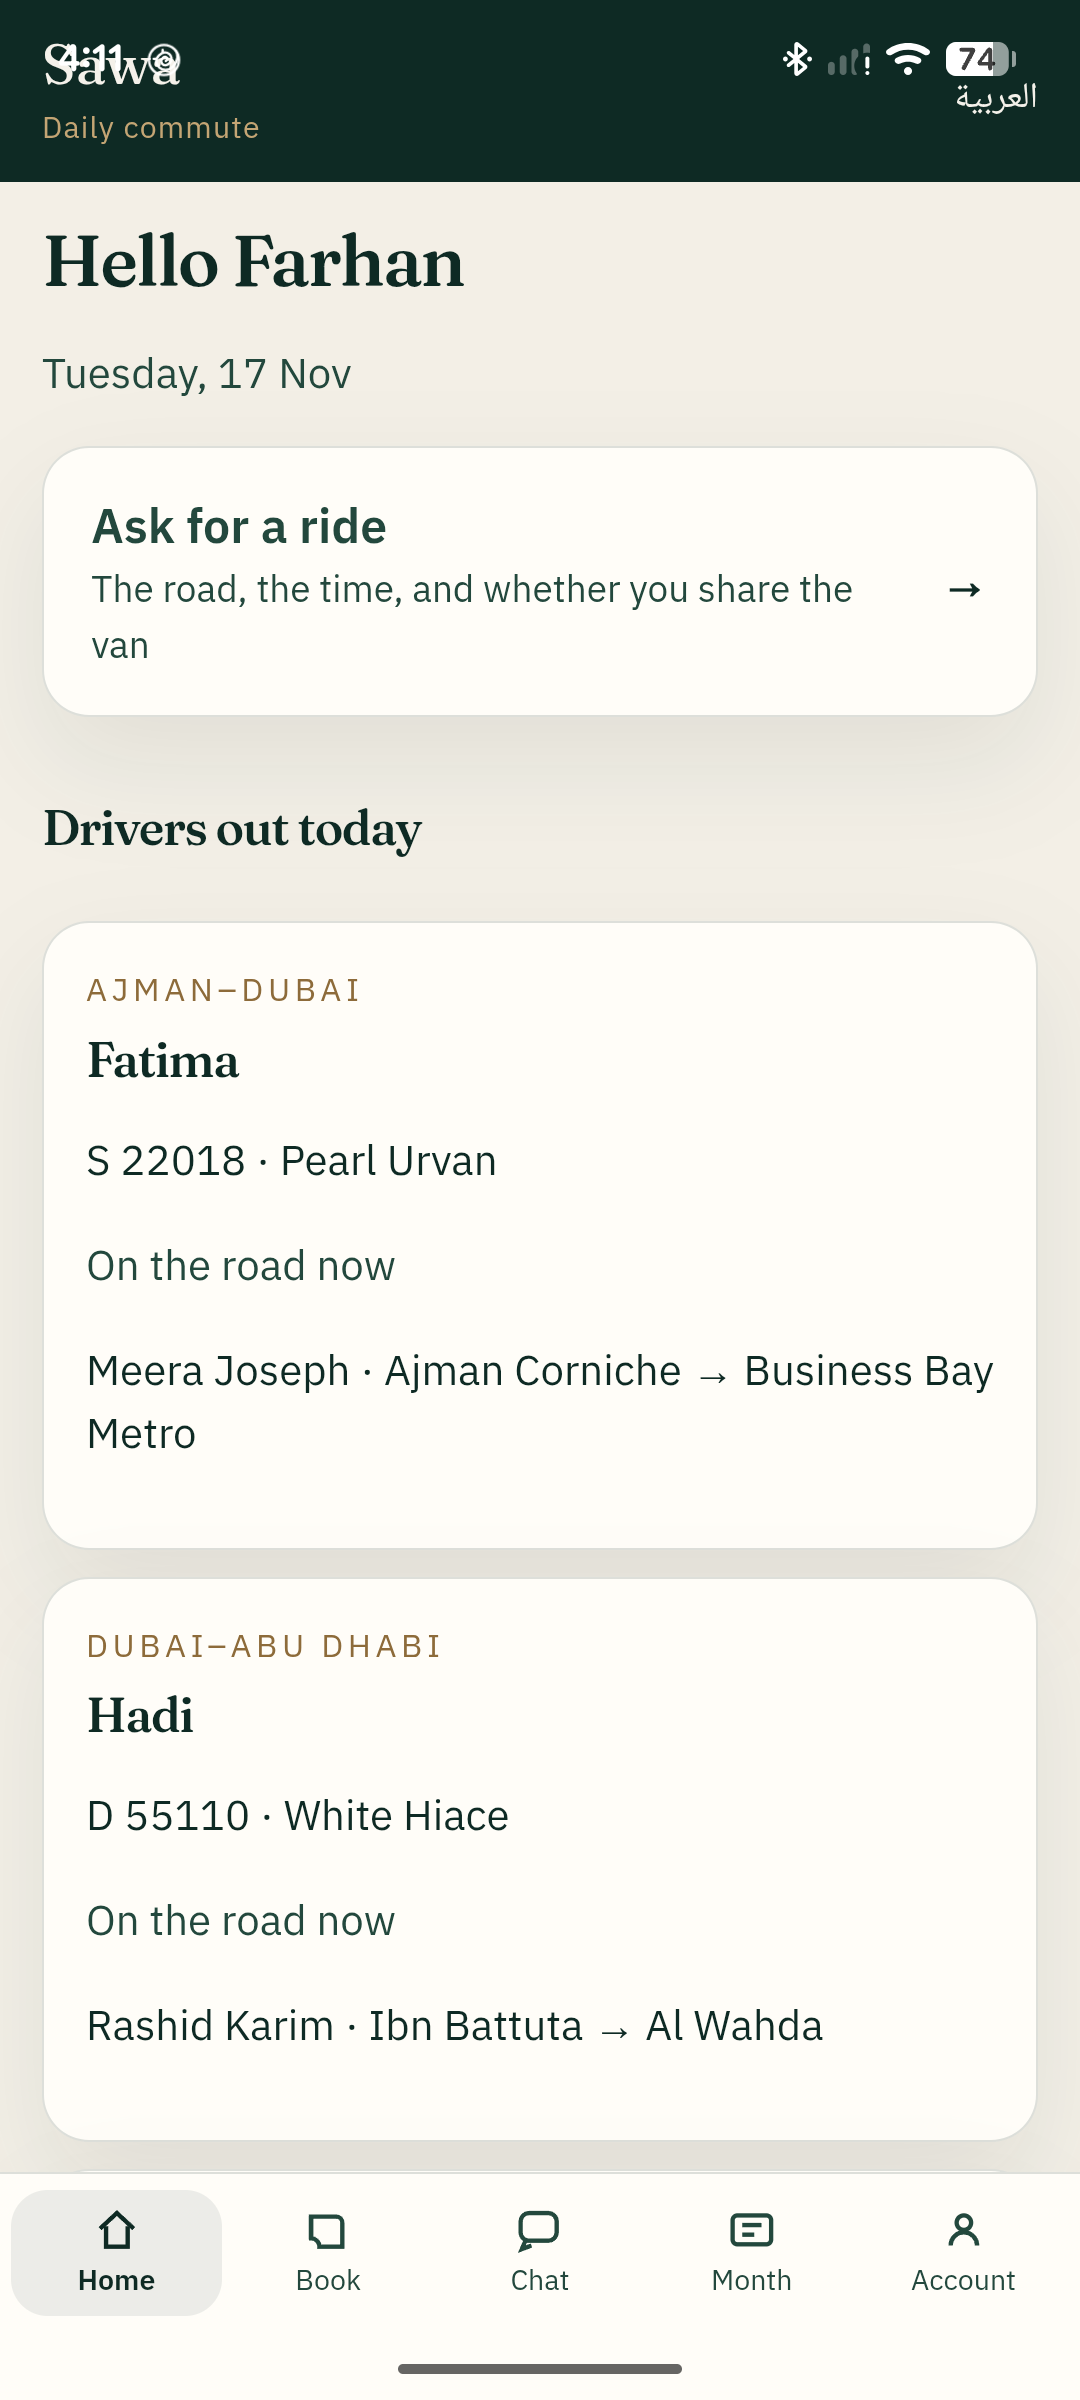 4:11
Sawa
74
العربية
Daily commute
Hello Farhan
Tuesday, 17 Nov
Ask for a ride
The road, the time, and whether you share the
van
→
Drivers out today
AJMAN–DUBAI
Fatima
S 22018 · Pearl Urvan
On the road now
Meera Joseph · Ajman Corniche → Business Bay
Metro
DUBAI–ABU DHABI
Hadi
D 55110 · White Hiace
On the road now
Rashid Karim · Ibn Battuta → Al Wahda
Home
Book
Chat
Month
Account